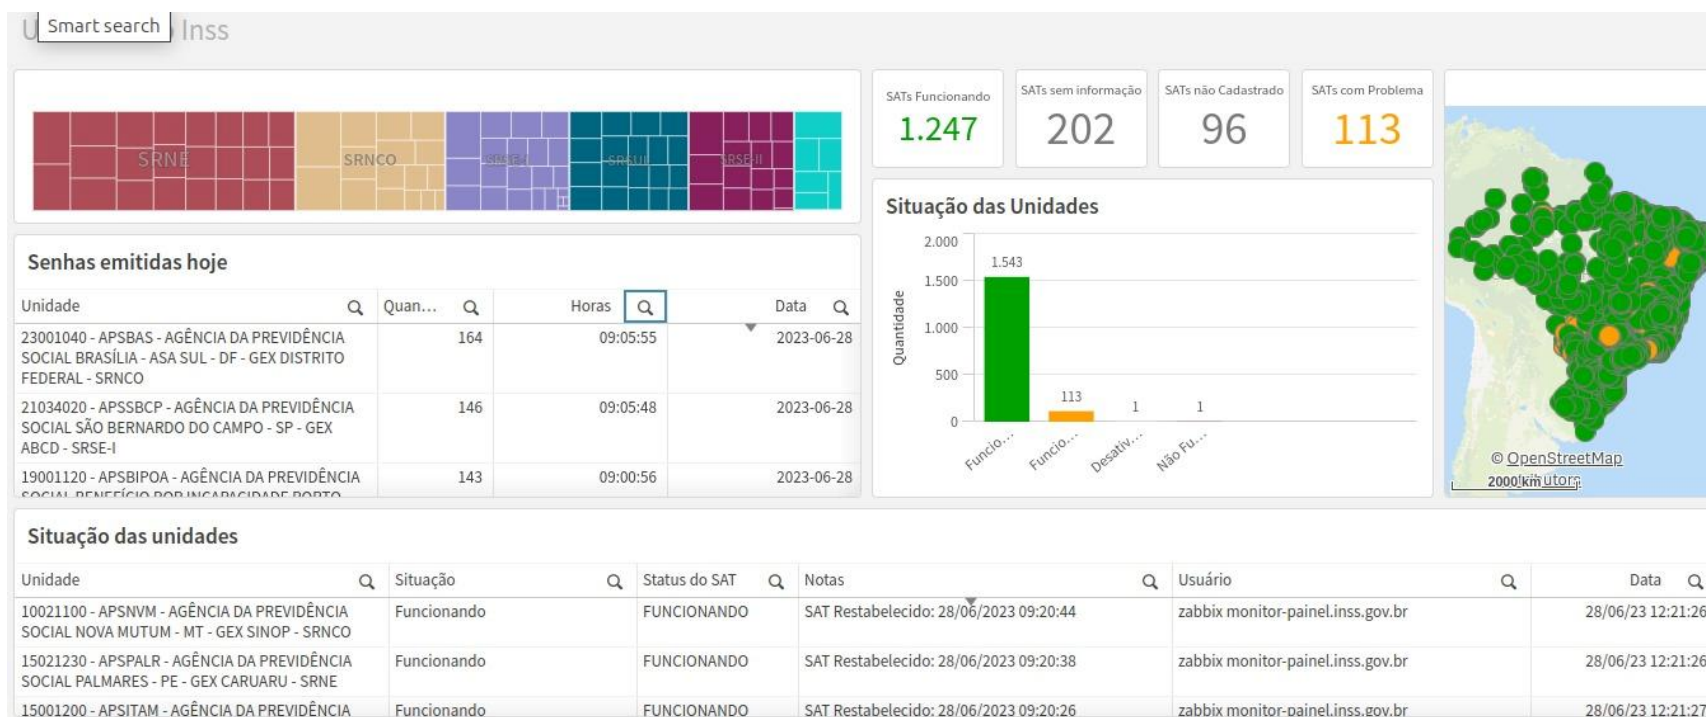 Smart search
Inss
SRNE
SRNCO
SRSE-I
SRSUL
SRSE-II
SATs Funcionando
1.247
SATs sem informação
202
SATs não Cadastrado
96
SATs com Problema
113
Senhas emitidas hoje
Unidade Quan... Horas Data
23001040 - APSBAS - AGÊNCIA DA PREVIDÊNCIA 164 09:05:55 2023-06-28
SOCIAL BRASÍLIA - ASA SUL - DF - GEX DISTRITO
FEDERAL - SRNCO
21034020 - APSSBCP - AGÊNCIA DA PREVIDÊNCIA 146 09:05:48 2023-06-28
SOCIAL SÃO BERNARDO DO CAMPO - SP - GEX
ABCD - SRSE-I
19001120 - APSBIPOA - AGÊNCIA DA PREVIDÊNCIA 143 09:00:56 2023-06-28
SOCIAL BENEFÍCIO POR INCAPACIDADE PORTO
Situação das Unidades
Quantidade
2.000
1.500
1.000
500
0
1.543
113
1
1
Funcio...
Funcio...
Desativ...
Não Fu...
© OpenStreetMap
2000 km
Situação das unidades
Unidade Situação Status do SAT Notas Usuário Data
10021100 - APSNVM - AGÊNCIA DA PREVIDÊNCIA Funcionando FUNCIONANDO SAT Restabelecido: 28/06/2023 09:20:44 zabbix monitor-painel.inss.gov.br 28/06/23 12:21:26
SOCIAL NOVA MUTUM - MT - GEX SINOP - SRNCO
15021230 - APSPALR - AGÊNCIA DA PREVIDÊNCIA Funcionando FUNCIONANDO SAT Restabelecido: 28/06/2023 09:20:38 zabbix monitor-painel.inss.gov.br 28/06/23 12:21:26
SOCIAL PALMARES - PE - GEX CARUARU - SRNE
15001200 - APSITAM - AGÊNCIA DA PREVIDÊNCIA Funcionando FUNCIONANDO SAT Restabelecido: 28/06/2023 09:20:26 zabbix monitor-painel.inss.gov.br 28/06/23 12:21:27